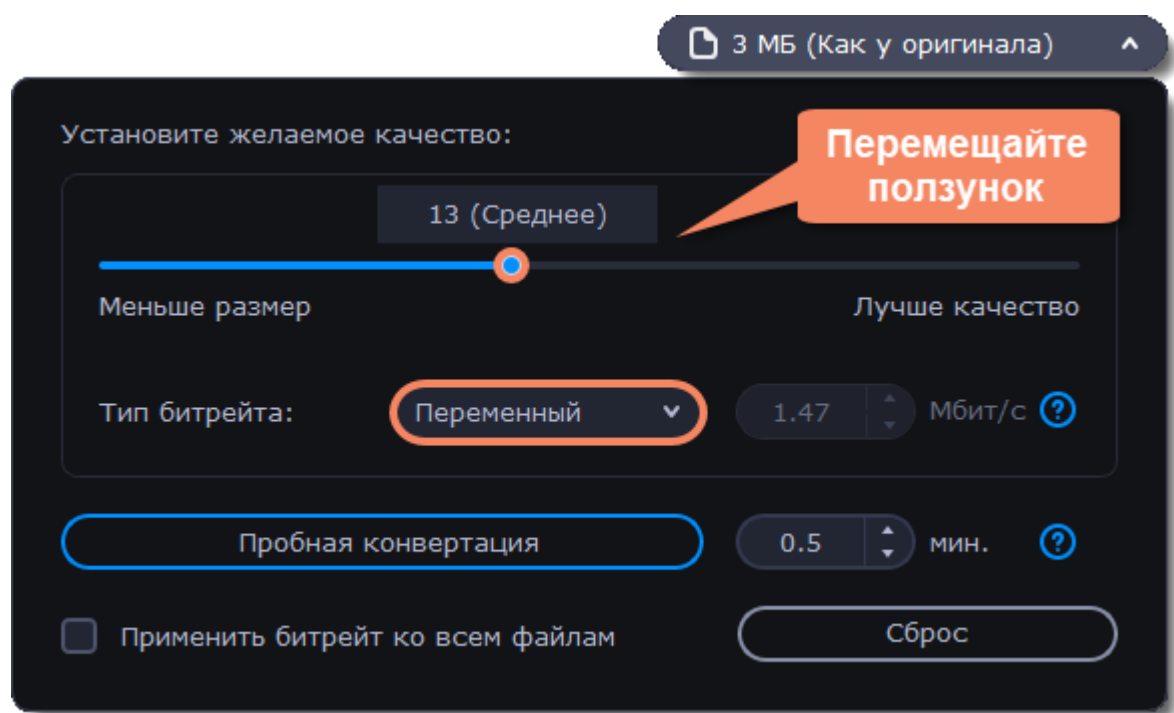 3 МБ (Как у оригинала)
Установите желаемое качество:
Перемещайте
ползунок
13 (Среднее)
Меньше размер
Лучше качество
Тип битрейта:
Переменный
1.47
Мбит/с
?
Пробная конвертация
0.5
мин.
?
Применить битрейт ко всем файлам
Сброс